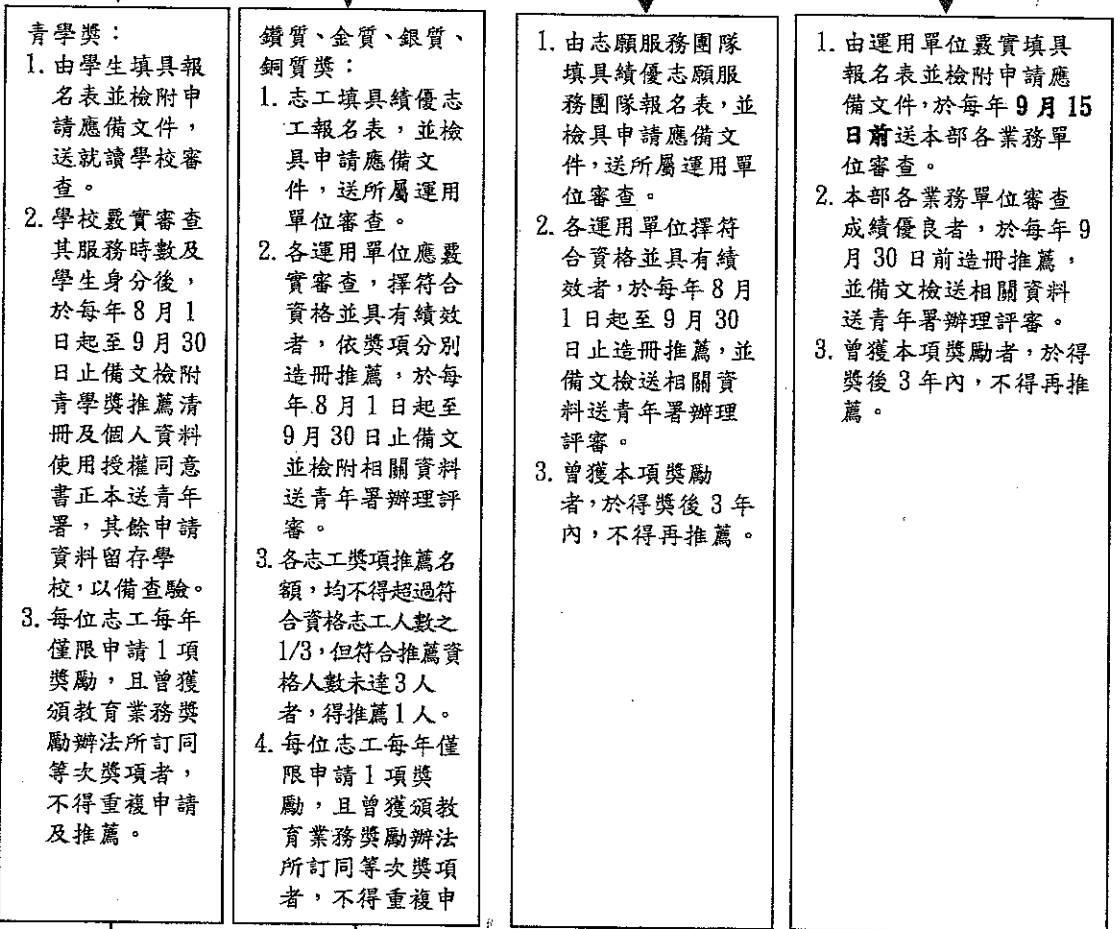 青學獎：
1. 由學生填具報
名表並檢附申
請應備文件，
送就讀學校審
查。
2. 學校覈實審查
其服務時數及
學生身分後，
於每年8月1
日起至9月30
日止備文檢附
青學獎推薦清
冊及個人資料
使用授權同意
書正本送青年
署，其餘申請
資料留存學
校，以備查驗。
3. 每位志工每年
僅限申請1項
獎勵，且曾獲
頒教育業務獎
勵辦法所訂同
等次獎項者，
不得重複申請
及推薦。
鑽質、金質、銀質、
銅質獎：
1. 志工填具績優志
工報名表，並檢
具申請應備文
件，送所屬運用
單位審查。
2. 各運用單位應覈
實審查，擇符合
資格並具有績效
者，依獎項分別
造冊推薦，於每
年8月1日起至
9月30日止備文
並檢附相關資料
送青年署辦理評
審。
3. 各志工獎項推薦名
額，均不得超過符
合資格志工人數之
1/3，但符合推薦資
格人數未達3人
者，得推薦1人。
4. 每位志工每年僅
限申請1項獎
勵，且曾獲頒教
育業務獎勵辦法
所訂同等次獎項
者，不得重複申
1. 由志願服務團隊
填具績優志願服
務團隊報名表，並
檢具申請應備文
件，送所屬運用單
位審查。
2. 各運用單位擇符
合資格並具有績
效者，於每年8月
1日起至9月30
日止造冊推薦，並
備文檢送相關資
料送青年署辦理
評審。
3. 曾獲本項獎勵
者，於得獎後3年
內，不得再推薦。
1. 由運用單位覈實填具
報名表並檢附申請應
備文件，於每年9月15
日前送本部各業務單
位審查。
2. 本部各業務單位審查
成績優良者，於每年9
月30日前造冊推薦，
並備文檢送相關資料
送青年署辦理評審。
3. 曾獲本項獎勵者，於得
獎後3年內，不得再推
薦。